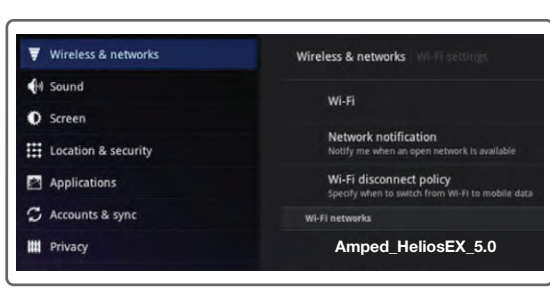 Wireless & networks
Sound
Screen
Location & security
Applications
Accounts & sync
Privacy
Wireless & networks Wi-Fi settings
Wi-Fi
Network notification
Notify me when an open network is available
Wi-Fi disconnect policy
Specify when to switch from Wi-Fi to mobile data
Wi-Fi networks
Amped_HeliosEX_5.0